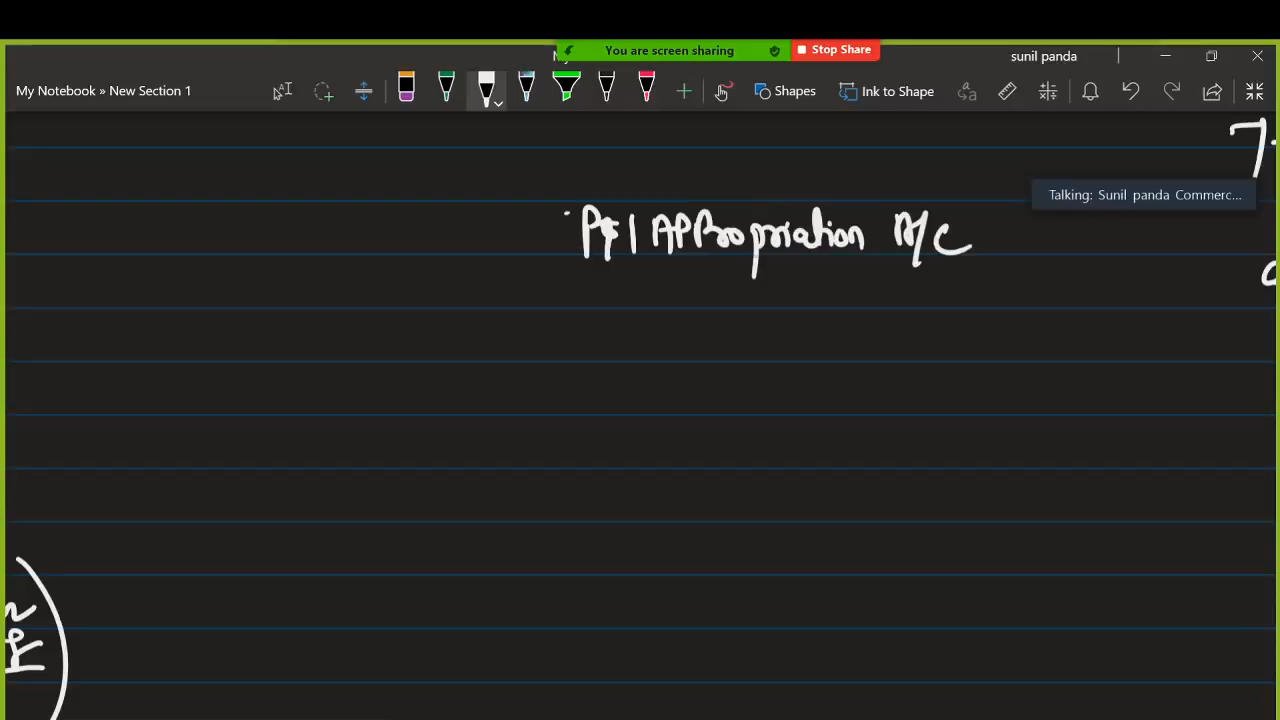 You are screen sharing
Stop Share
sunil panda
My Notebook » New Section 1
Shapes
Ink to Shape
7
Talking: Sunil panda Commerc...
P&l Appropriation A/C